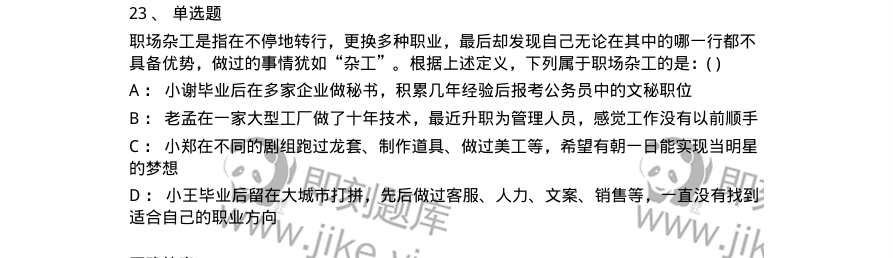 23 、 单选题
职场杂工是指在不停地转行，更换多种职业，最后却发现自己无论在其中的哪一行都不
具备优势，做过的事情犹如“杂工”。根据上述定义，下列属于职场杂工的是：( )
A ： 小谢毕业后在多家企业做秘书，积累几年经验后报考公务员中的文秘职位
B ： 老孟在一家大型工厂做了十年技术，最近升职为管理人员，感觉工作没有以前顺手
C ： 小郑在不同的剧组跑过龙套、制作道具、做过美工等，希望有朝一日能实现当明星
的梦想
D ： 小王毕业后留在大城市打拼，先后做过客服、人力、文案、销售等，一直没有找到
适合自己的职业方向
即刻题库
www.jike
即刻
www.jik